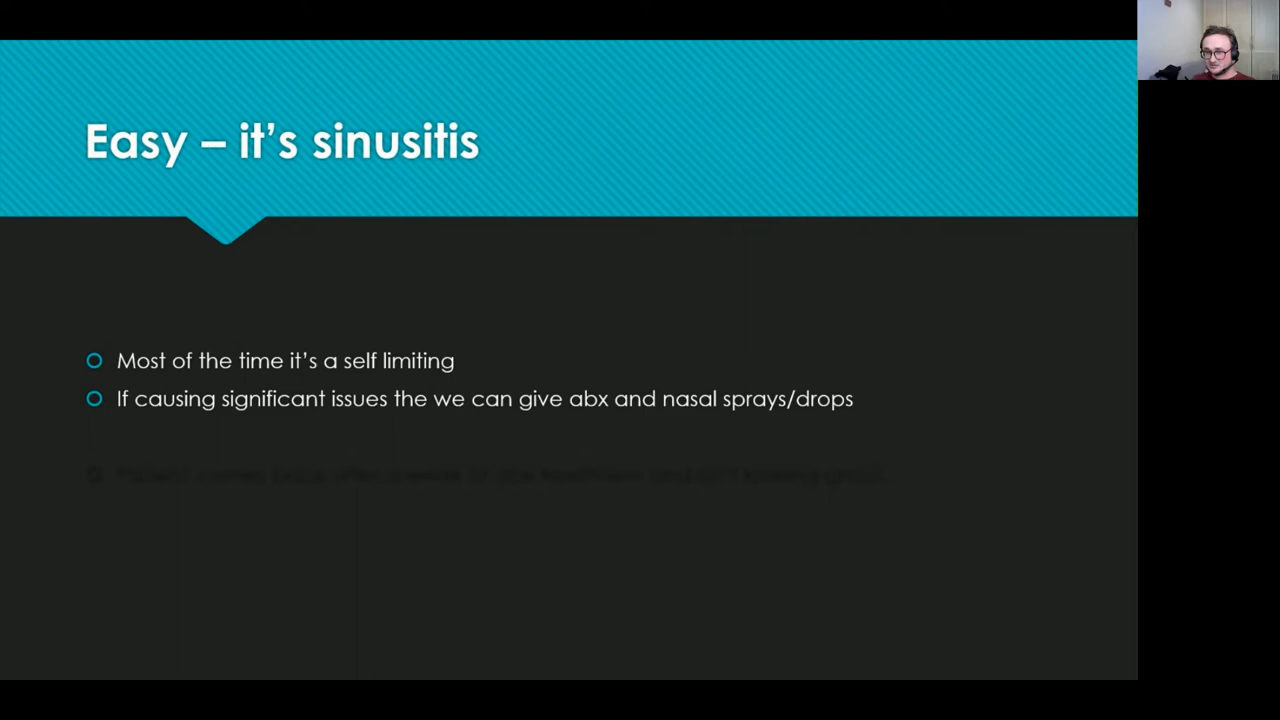 Easy – it's sinusitis
Most of the time it's a self limiting
If causing significant issues the we can give abx and nasal sprays/drops